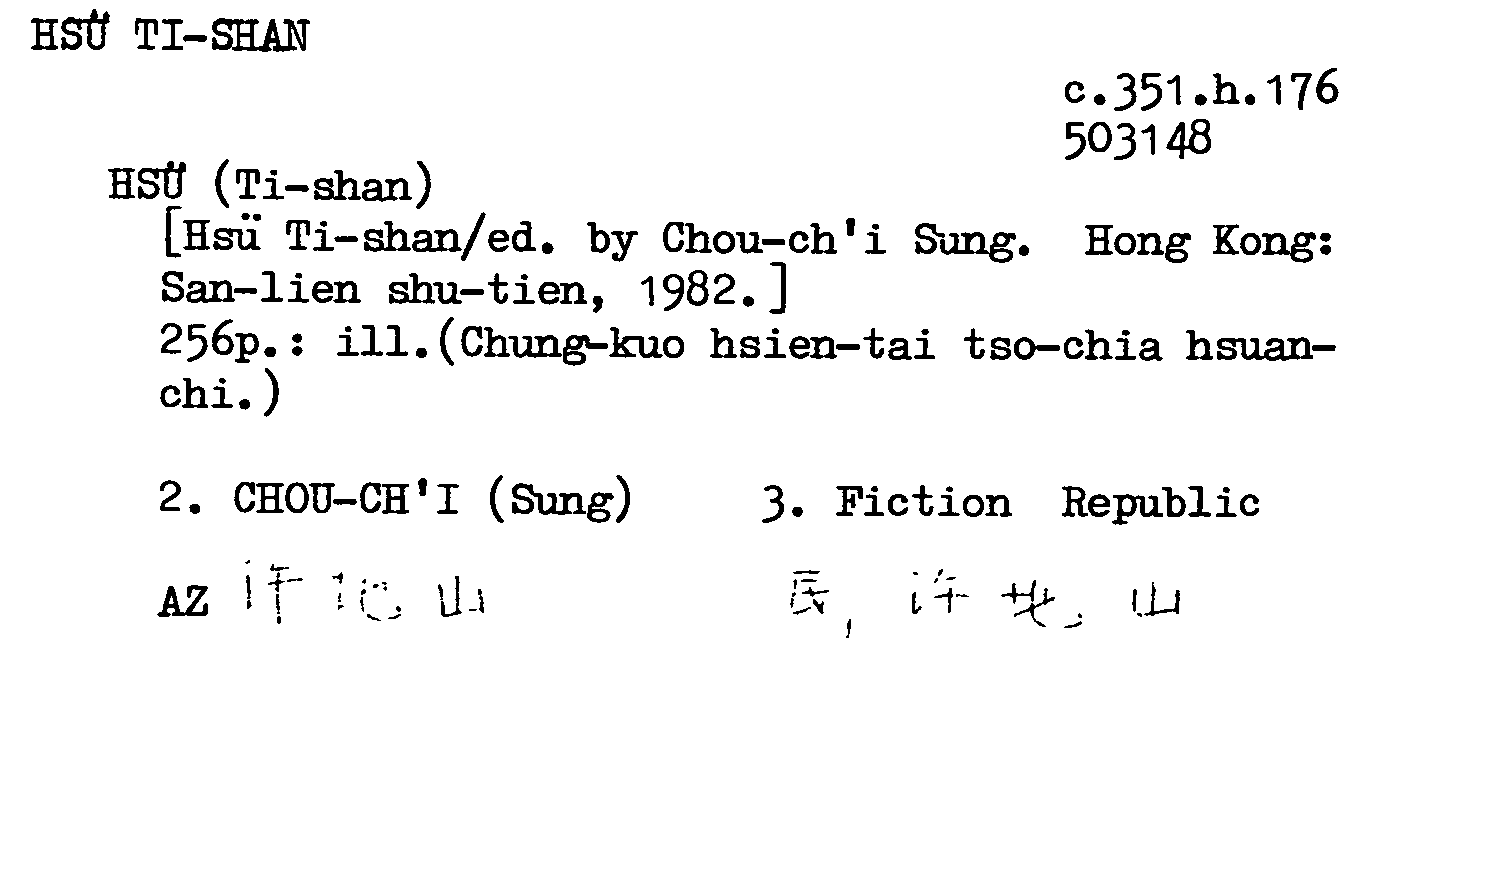 HSÜ TI-SHAN
c.351.h.176
503148
HSÜ (Ti-shan)
[Hsü Ti-shan/ed. by Chou-ch'i Sung. Hong Kong:
San-lien shu-tien, 1982.]
256p.: ill.(Chung-kuo hsien-tai tso-chia hsuan-
chi.)
2. CHOU-CH'I (Sung) 3. Fiction Republic
AZ 许地山 民, 许地山